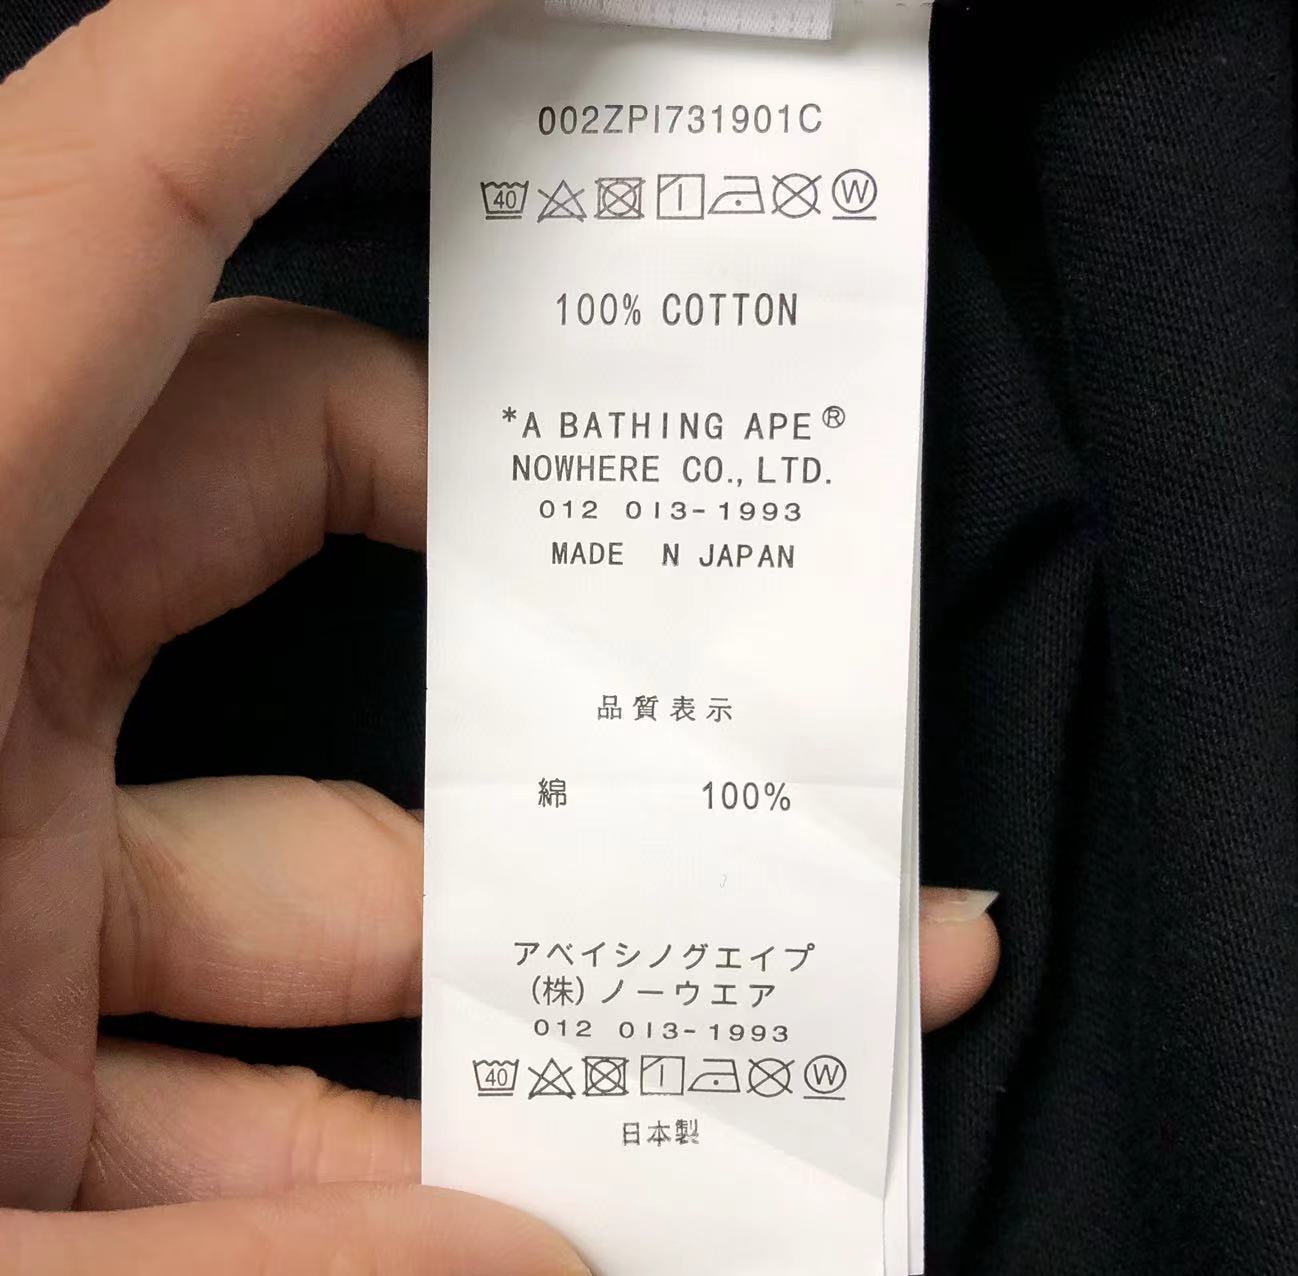 002ZPI731901C
40 W
100% COTTON
*A BATHING APE®
NOWHERE CO., LTD.
012 013-1993
MADE N JAPAN
品質表示
綿 100%
アベイシノグエイプ
(株)ノーウエア
012 013-1993
40 W
日本製